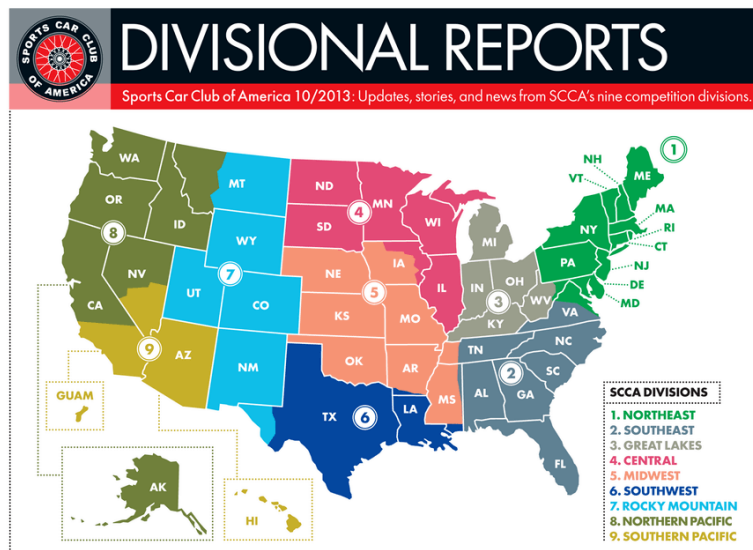 SPORTS CAR CLUB
OF AMERICA
DIVISIONAL REPORTS
Sports Car Club of America 10/2013: Updates, stories, and news from SCCA's nine competition divisions.
1
NH
ME
VT
WA
MT
ND
MN
OR
MA
ID
SD
4
WI
NY
RI
8
WY
MI
CT
PA
NV
7
NE
IA
NJ
IN
OH
DE
CA
UT
CO
5
IL
3
WV
MD
KS
MO
KY
VA
9
AZ
NM
OK
AR
TN
NC
2
SC
GUAM
MS
AL
GA
TX
6
LA
FL
AK
HI
SCCA DIVISIONS
1. NORTHEAST
2. SOUTHEAST
3. GREAT LAKES
4. CENTRAL
5. MIDWEST
6. SOUTHWEST
7. ROCKY MOUNTAIN
8. NORTHERN PACIFIC
9. SOUTHERN PACIFIC